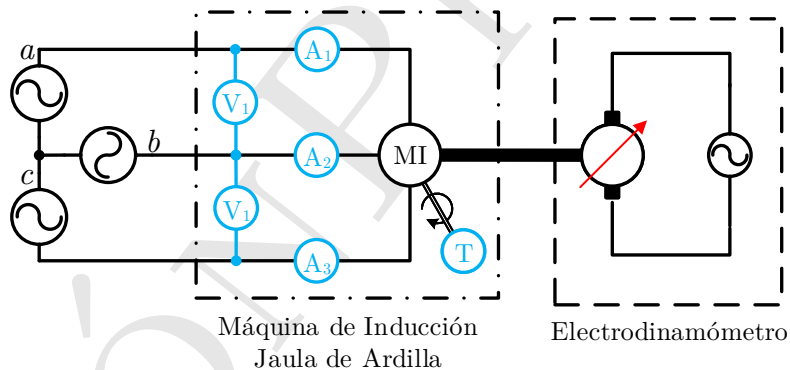 a
A₁
V₁
b
A₂
MI
c
V₁
A₃
T
Máquina de Inducción
Jaula de Ardilla
Electrodinamómetro